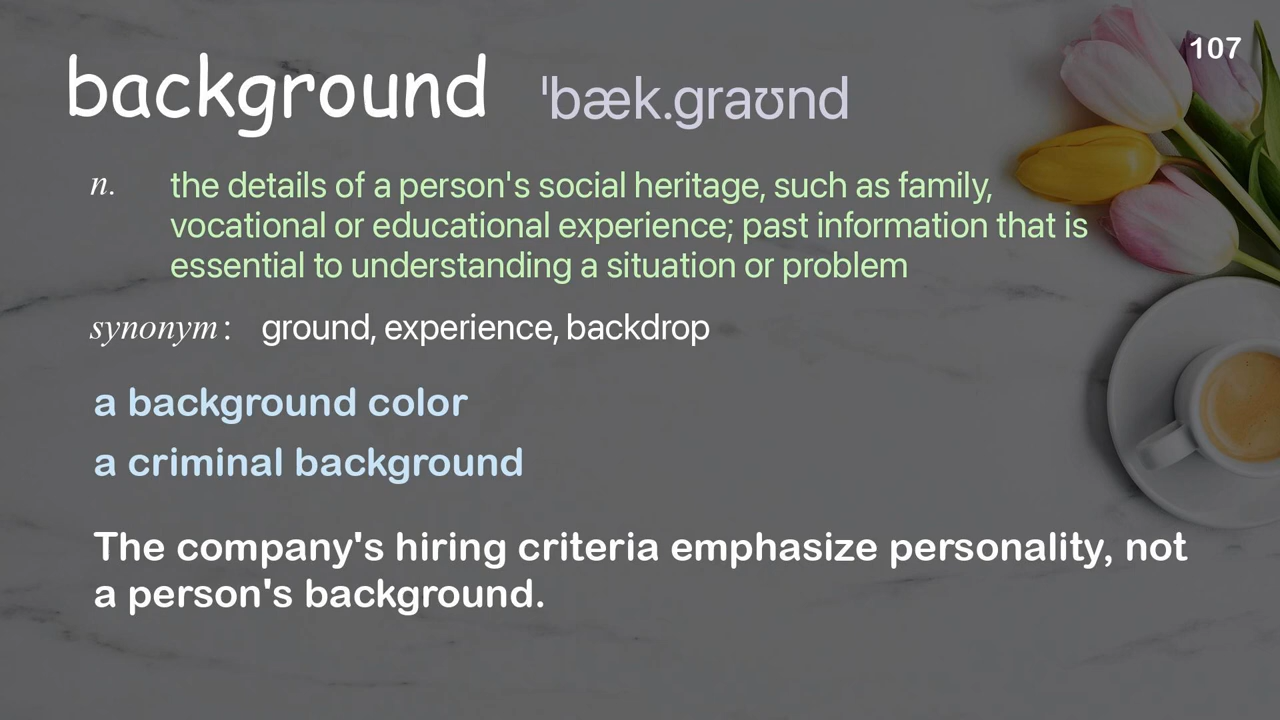 107
background ˈbæk.graʊnd
n. the details of a person's social heritage, such as family,
vocational or educational experience; past information that is
essential to understanding a situation or problem
synonym: ground, experience, backdrop
a background color
a criminal background
The company's hiring criteria emphasize personality, not
a person's background.